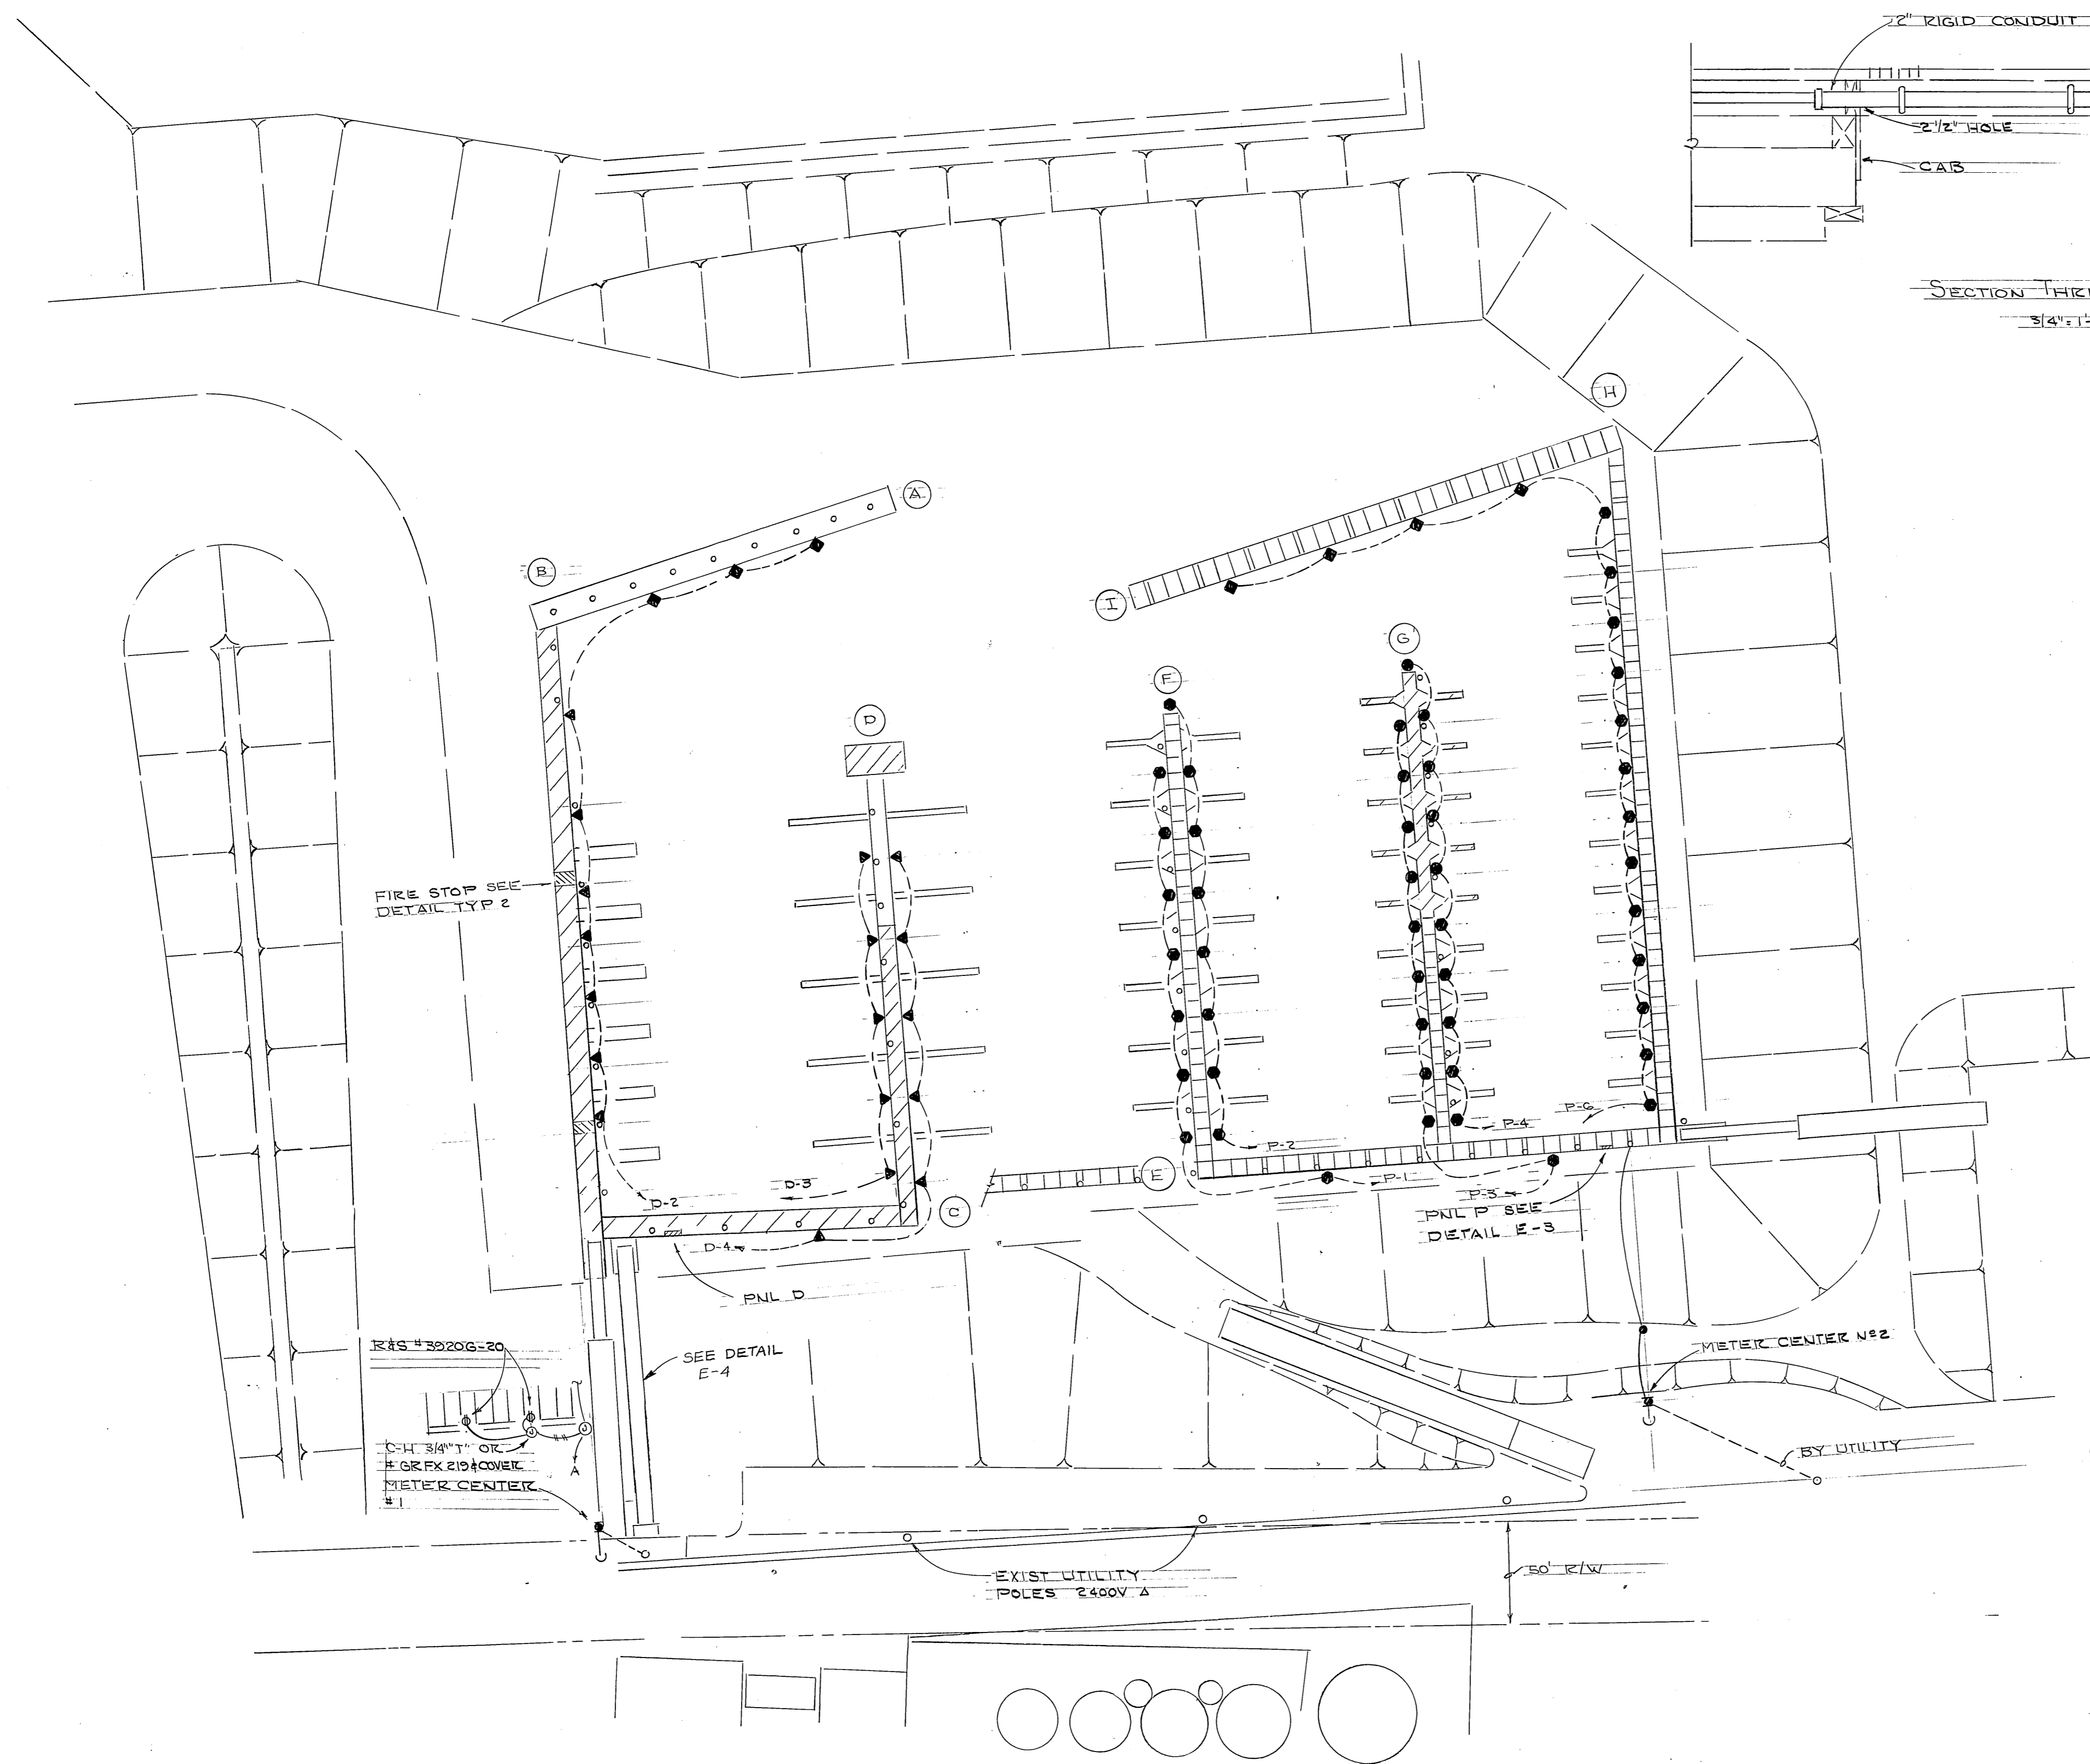 2" RIGID CONDUIT
2 1/2" HOLE
CAB
3/4" = 1'-
SECTION
H
A
B
I
G
F
D
FIRE STOP SEE
DETAIL TYP 2
P-6
P-4
P-2
E
P-1
D-3
D-2
P-3
C
PNL P SEE
DETAIL E-3
D-4
PNL D
METER CENTER Nº2
R&S #3920G-20
SEE DETAIL
E-4
BY UTILITY
C-H 3/4" "T" OR
# GRFX 219 & COVER
A
METER CENTER
#1
EXIST UTILITY
POLES 2400V Δ
50' R/W